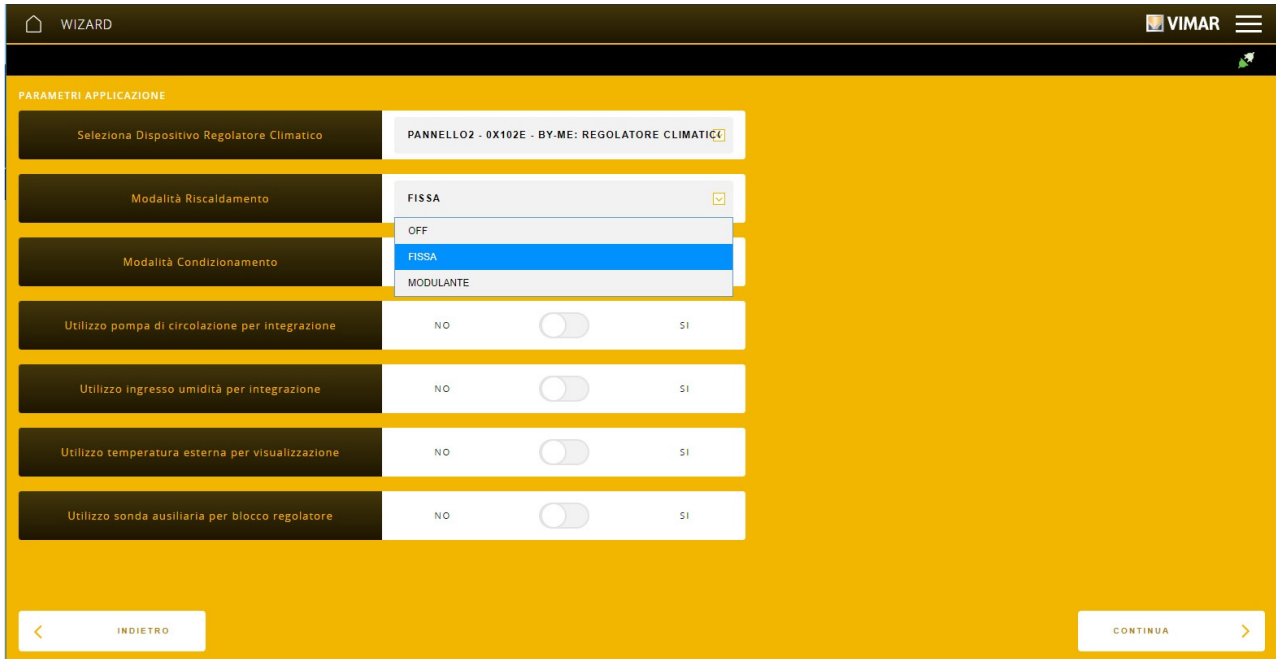 WIZARD
VIMAR
PARAMETRI APPLICAZIONE
Seleziona Dispositivo Regolatore Climatico
PANNELLO2 - 0X102E - BY-ME: REGOLATORE CLIMATICO
Modalità Riscaldamento
FISSA
OFF
FISSA
MODULANTE
Modalità Condizionamento
Utilizzo pompa di circolazione per integrazione
NO
SI
Utilizzo ingresso umidità per integrazione
NO
SI
Utilizzo temperatura esterna per visualizzazione
NO
SI
Utilizzo sonda ausiliaria per blocco regolatore
NO
SI
INDIETRO
CONTINUA